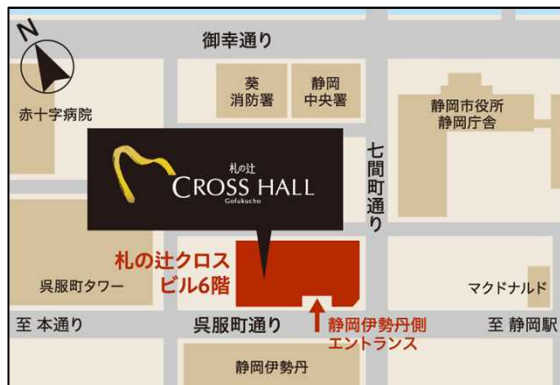 N
御幸通り
赤十字病院
葵
消防署
静岡
中央署
静岡市役所
静岡庁舎
七間町通り
札の辻
CROSS HALL
Gofukucho
札の辻クロス
ビル6階
呉服町タワー
マクドナルド
至 本通り
呉服町通り
静岡伊勢丹側
エントランス
至 静岡駅
静岡伊勢丹